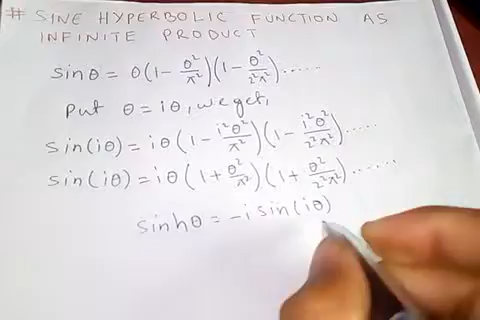 # SINE HYPERBOLIC FUNCTION AS
INFINITE PRODUCT
sinθ = θ(1 - θ²/π²)(1 - θ²/2²π²)......
Put θ = iθ, we get,
sin(iθ) = iθ(1 - i²θ²/π²)(1 - i²θ²/2²π²).....
sin(iθ) = iθ(1 + θ²/π²)(1 + θ²/2²π²)......
sinhθ = -i sin(iθ)